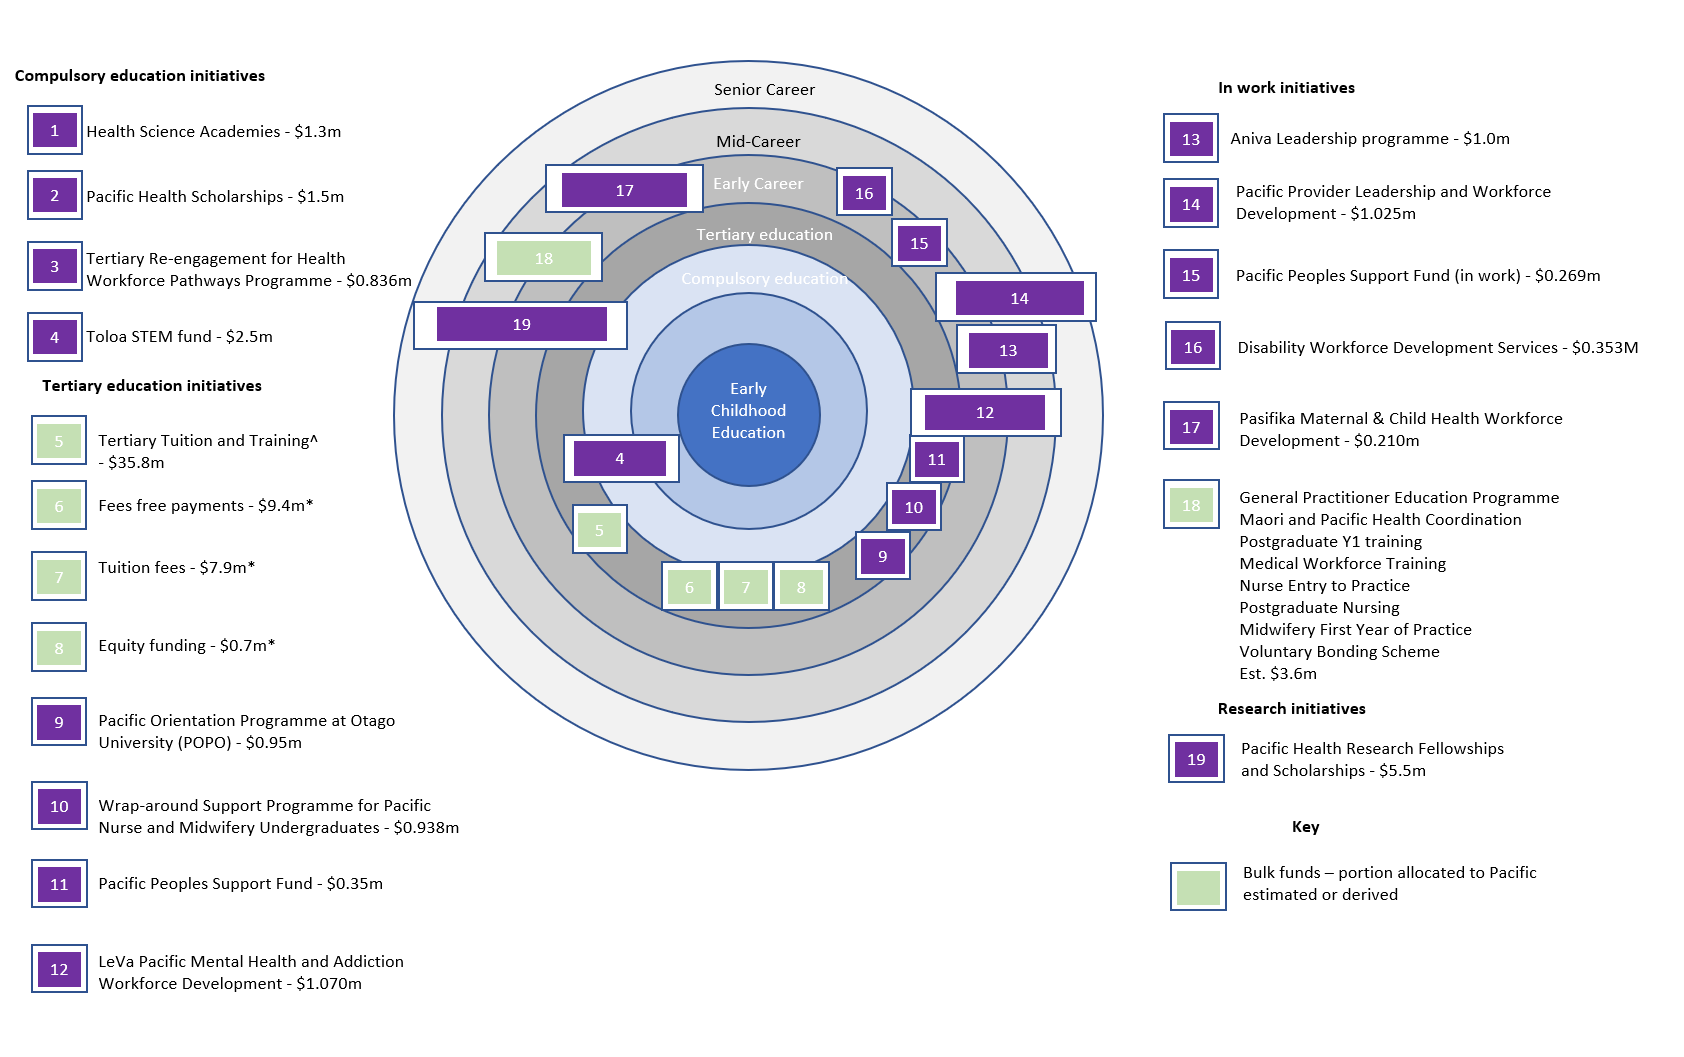 Compulsory education initiatives
1
Health Science Academies - $1.3m
2
Pacific Health Scholarships - $1.5m
3
Tertiary Re-engagement for Health
Workforce Pathways Programme - $0.836m
4
Toloa STEM fund - $2.5m
Tertiary education initiatives
5
Tertiary Tuition and Training^
- $35.8m
6
Fees free payments - $9.4m*
7
Tuition fees - $7.9m*
8
Equity funding - $0.7m*
9
Pacific Orientation Programme at Otago
University (POPO) - $0.95m
10
Wrap-around Support Programme for Pacific
Nurse and Midwifery Undergraduates - $0.938m
11
Pacific Peoples Support Fund - $0.35m
12
LeVa Pacific Mental Health and Addiction
Workforce Development - $1.070m
Senior Career
Mid-Career
Early Career
Tertiary education
Compulsory education
Early
Childhood
Education
17
16
18
15
19
14
13
12
4
11
10
5
9
6
7
8
In work initiatives
13
Aniva Leadership programme - $1.0m
14
Pacific Provider Leadership and Workforce
Development - $1.025m
15
Pacific Peoples Support Fund (in work) - $0.269m
16
Disability Workforce Development Services - $0.353M
17
Pasifika Maternal & Child Health Workforce
Development - $0.210m
18
General Practitioner Education Programme
Maori and Pacific Health Coordination
Postgraduate Y1 training
Medical Workforce Training
Nurse Entry to Practice
Postgraduate Nursing
Midwifery First Year of Practice
Voluntary Bonding Scheme
Est. $3.6m
Research initiatives
19
Pacific Health Research Fellowships
and Scholarships - $5.5m
Key
Bulk funds – portion allocated to Pacific
estimated or derived